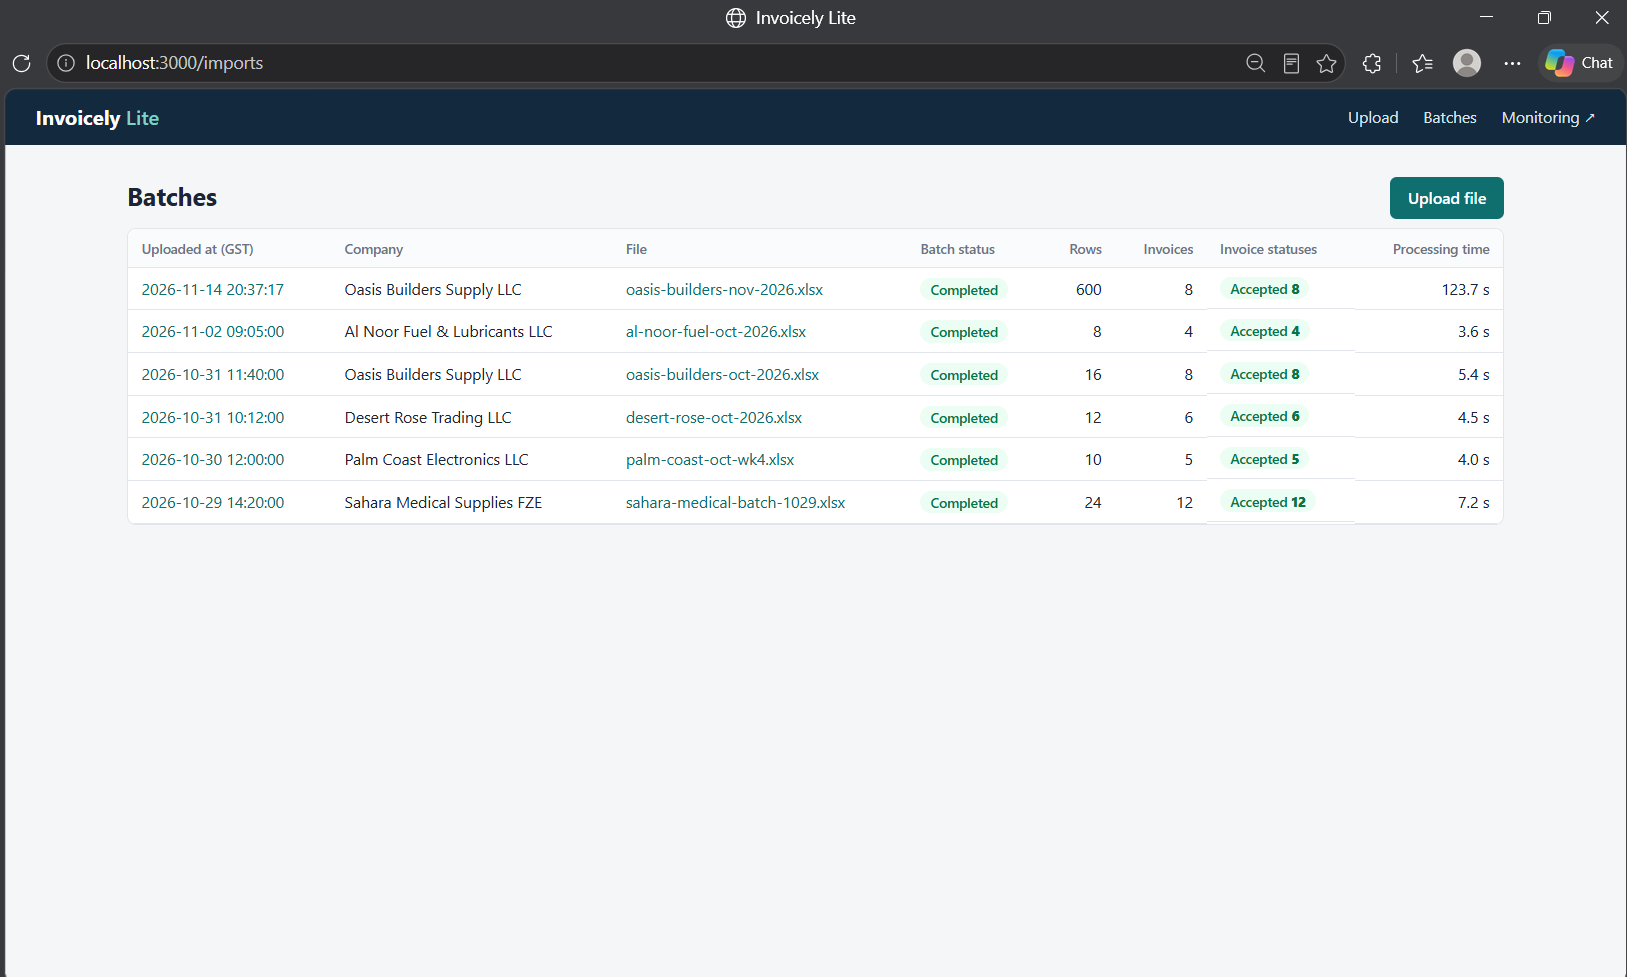 Invoicely Lite
localhost:3000/imports
Chat
Invoicely Lite Upload Batches Monitoring ↗
Batches Upload file
Uploaded at (GST) Company File Batch status Rows Invoices Invoice statuses Processing time
2026-11-14 20:37:17 Oasis Builders Supply LLC oasis-builders-nov-2026.xlsx Completed 600 8 Accepted 8 123.7 s
2026-11-02 09:05:00 Al Noor Fuel & Lubricants LLC al-noor-fuel-oct-2026.xlsx Completed 8 4 Accepted 4 3.6 s
2026-10-31 11:40:00 Oasis Builders Supply LLC oasis-builders-oct-2026.xlsx Completed 16 8 Accepted 8 5.4 s
2026-10-31 10:12:00 Desert Rose Trading LLC desert-rose-oct-2026.xlsx Completed 12 6 Accepted 6 4.5 s
2026-10-30 12:00:00 Palm Coast Electronics LLC palm-coast-oct-wk4.xlsx Completed 10 5 Accepted 5 4.0 s
2026-10-29 14:20:00 Sahara Medical Supplies FZE sahara-medical-batch-1029.xlsx Completed 24 12 Accepted 12 7.2 s